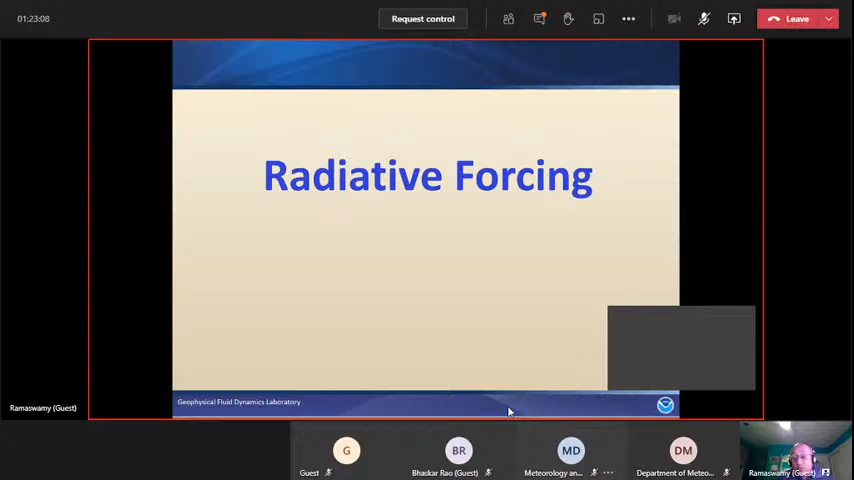 01:23:08
Request control
Leave
Radiative Forcing
Geophysical Fluid Dynamics Laboratory
Ramaswamy (Guest)
G
BR
MD
DM
Guest
Bhaskar Rao (Guest)
Meteorology an...
Department of Meteo...
Ramaswamy (Guest)